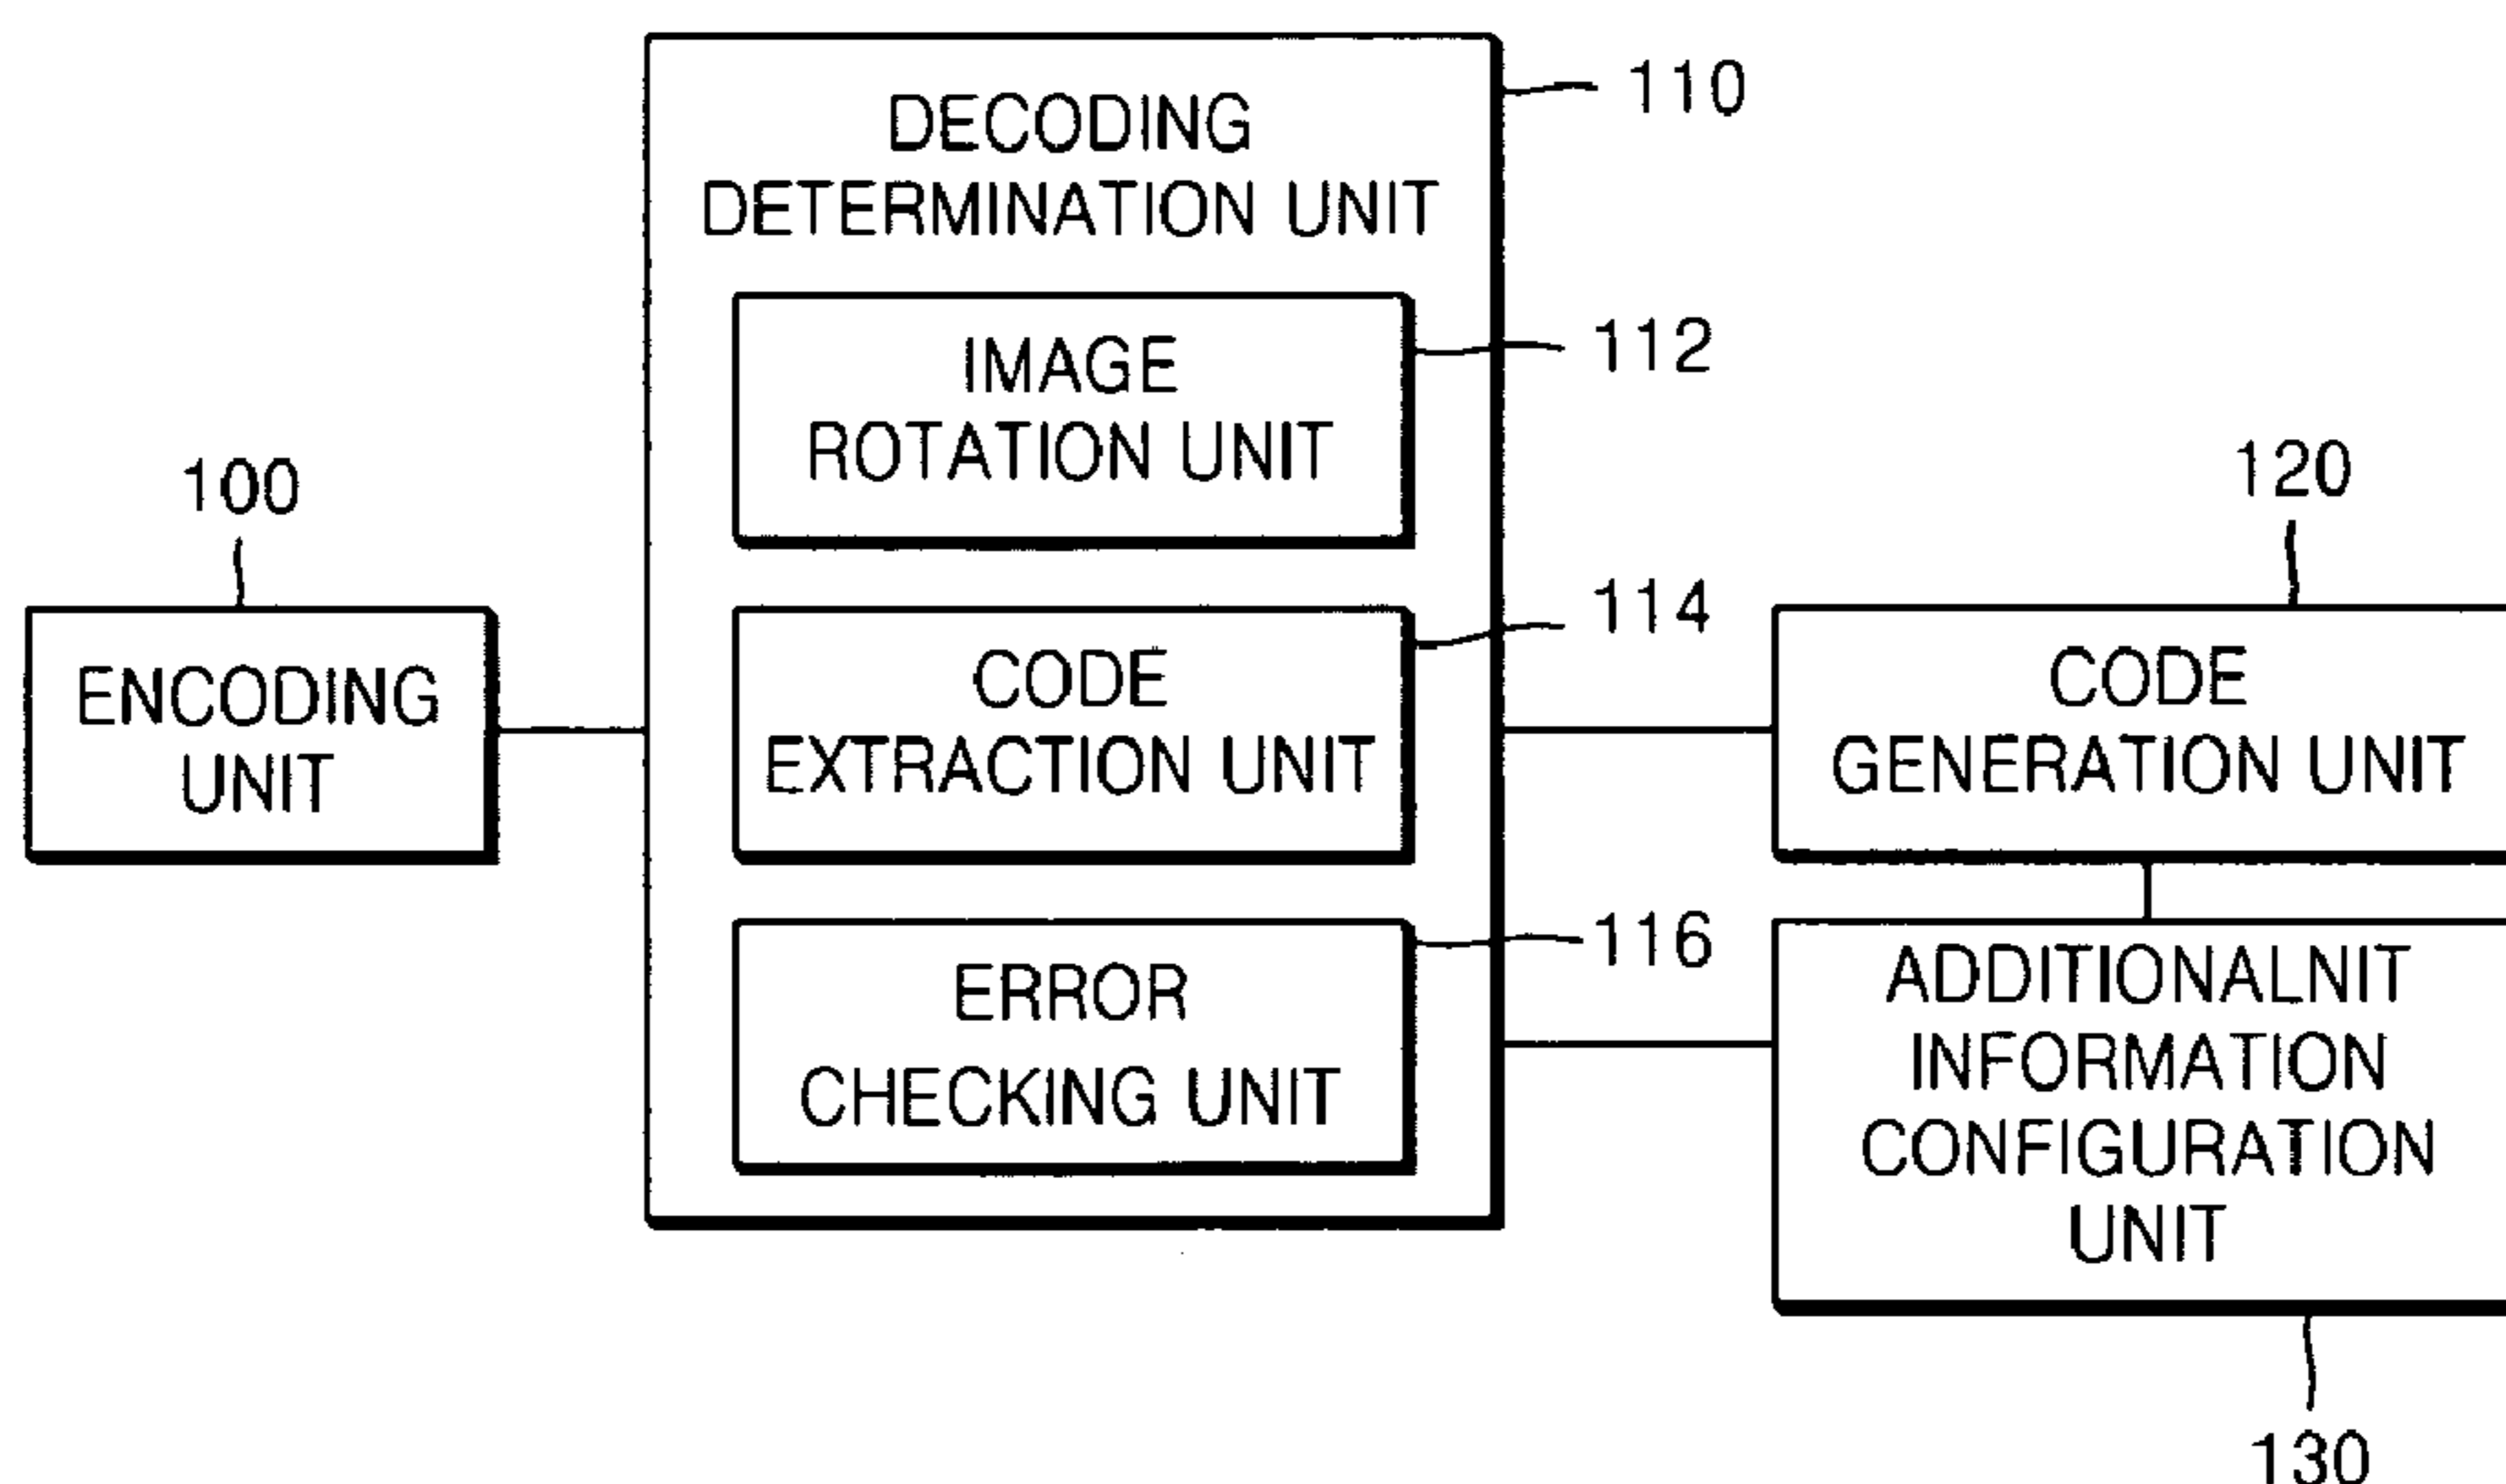 110
DECODING
DETERMINATION UNIT
112
IMAGE
ROTATION UNIT
100
120
114
ENCODING
UNIT
CODE
EXTRACTION UNIT
CODE
GENERATION UNIT
116
ERROR
CHECKING UNIT
ADDITIONALNIT
INFORMATION
CONFIGURATION
UNIT
130